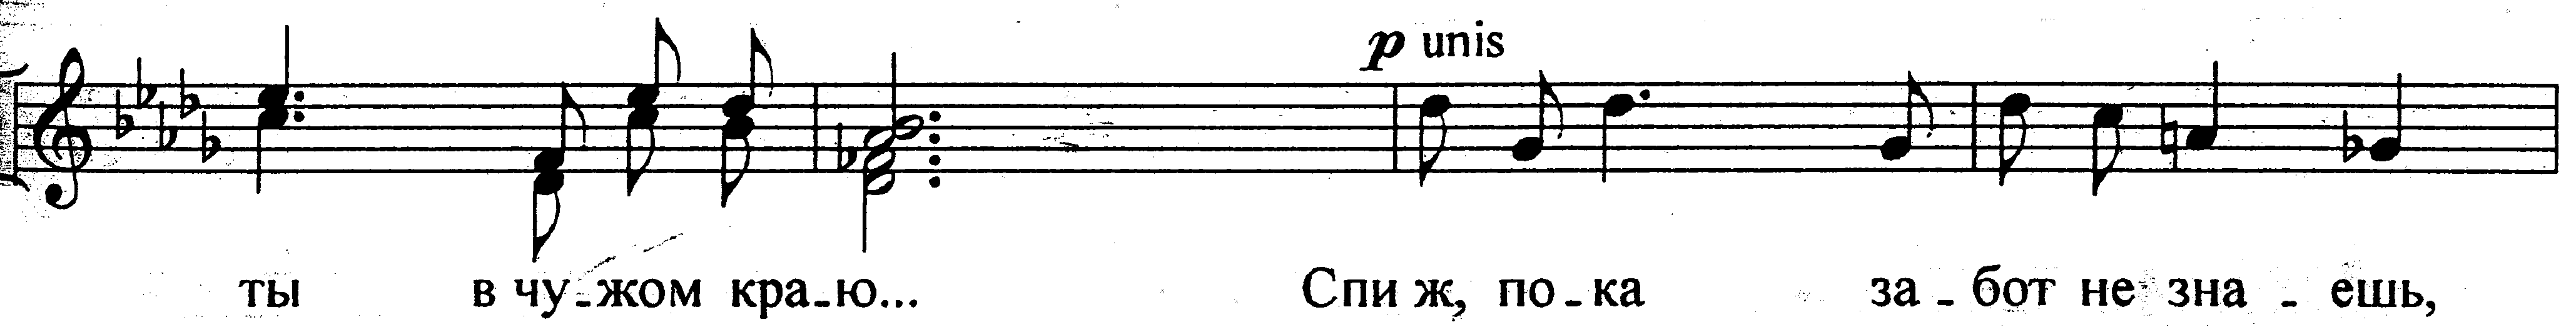 p unis
ты в чу-жом кра-ю... Спи ж, по-ка за-бот не зна-ешь,